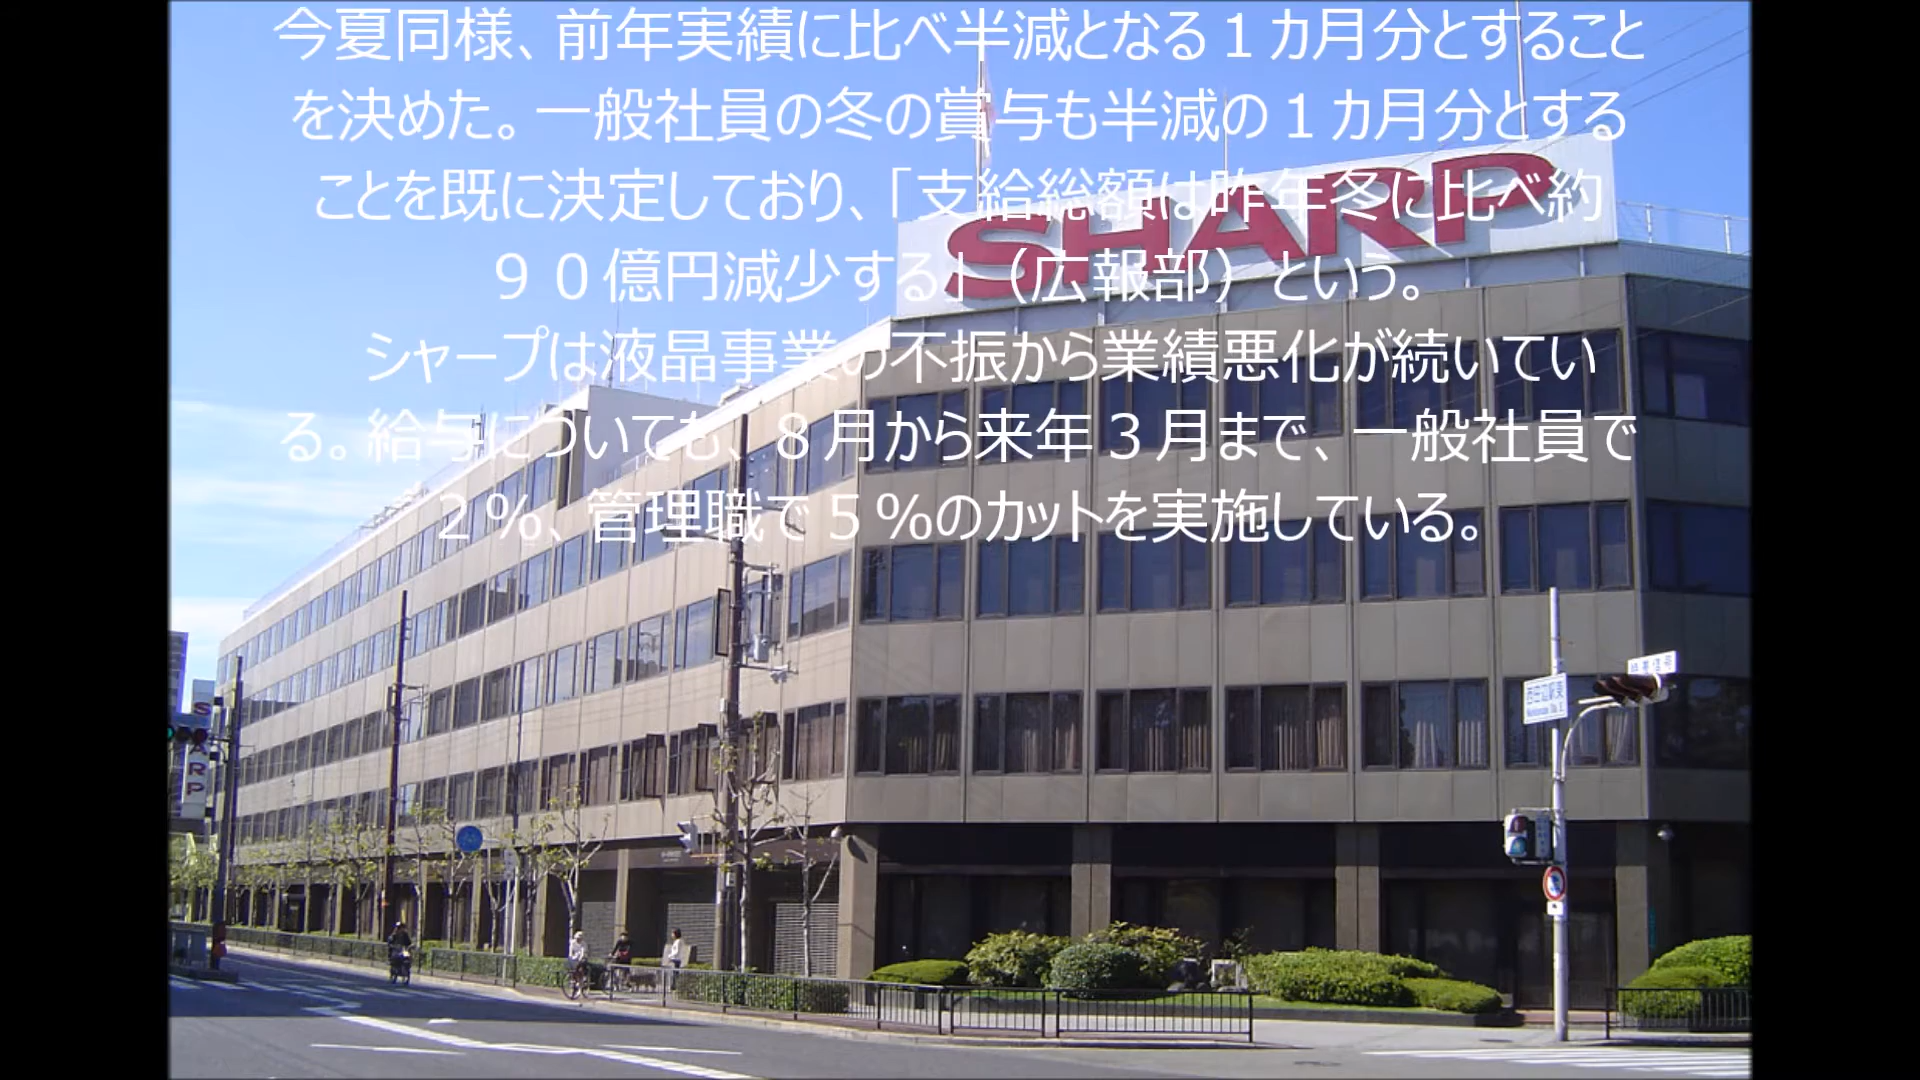 今夏同様、前年実績に比べ半減となる１カ月分とすること
を決めた。一般社員の冬の賞与も半減の１カ月分とする
ことを既に決定しており、「支給総額は昨年冬に比べ約
９０億円減少する」（広報部）という。
シャープは液晶事業の不振から業績悪化が続いてい
る。給与についても、８月から来年３月まで、一般社員で
２％、管理職で５％のカットを実施している。
SHARP
SHARP
西田辺駅東